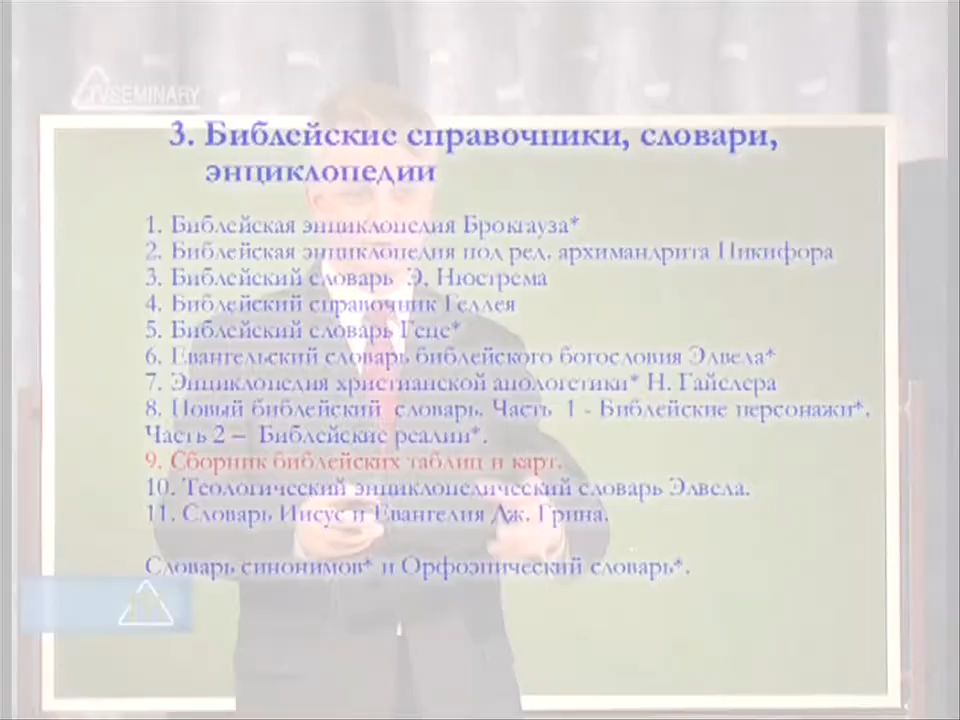 TVSEMINARY
3. Библейские справочники, словари,
энциклопедии
1. Библейская энциклопедия Брокгауза*
2. Библейская энциклопедия под ред. архимандрита Никифора
3. Библейский словарь Э. Нюстрема
4. Библейский справочник Геллея
5. Библейский словарь Геце*
6. Евангельский словарь библейского богословия Элвела*
7. Энциклопедия христианской апологетики* Н. Гайслера
8. Новый библейский словарь. Часть 1 - Библейские персонажи*.
Часть 2 – Библейские реалии*.
9. Сборник библейских таблиц и карт.
10. Теологический энциклопедический словарь Элвела.
11. Словарь Иисус и Евангелия Дж. Грина.
Словарь синонимов* и Орфоэпический словарь*.